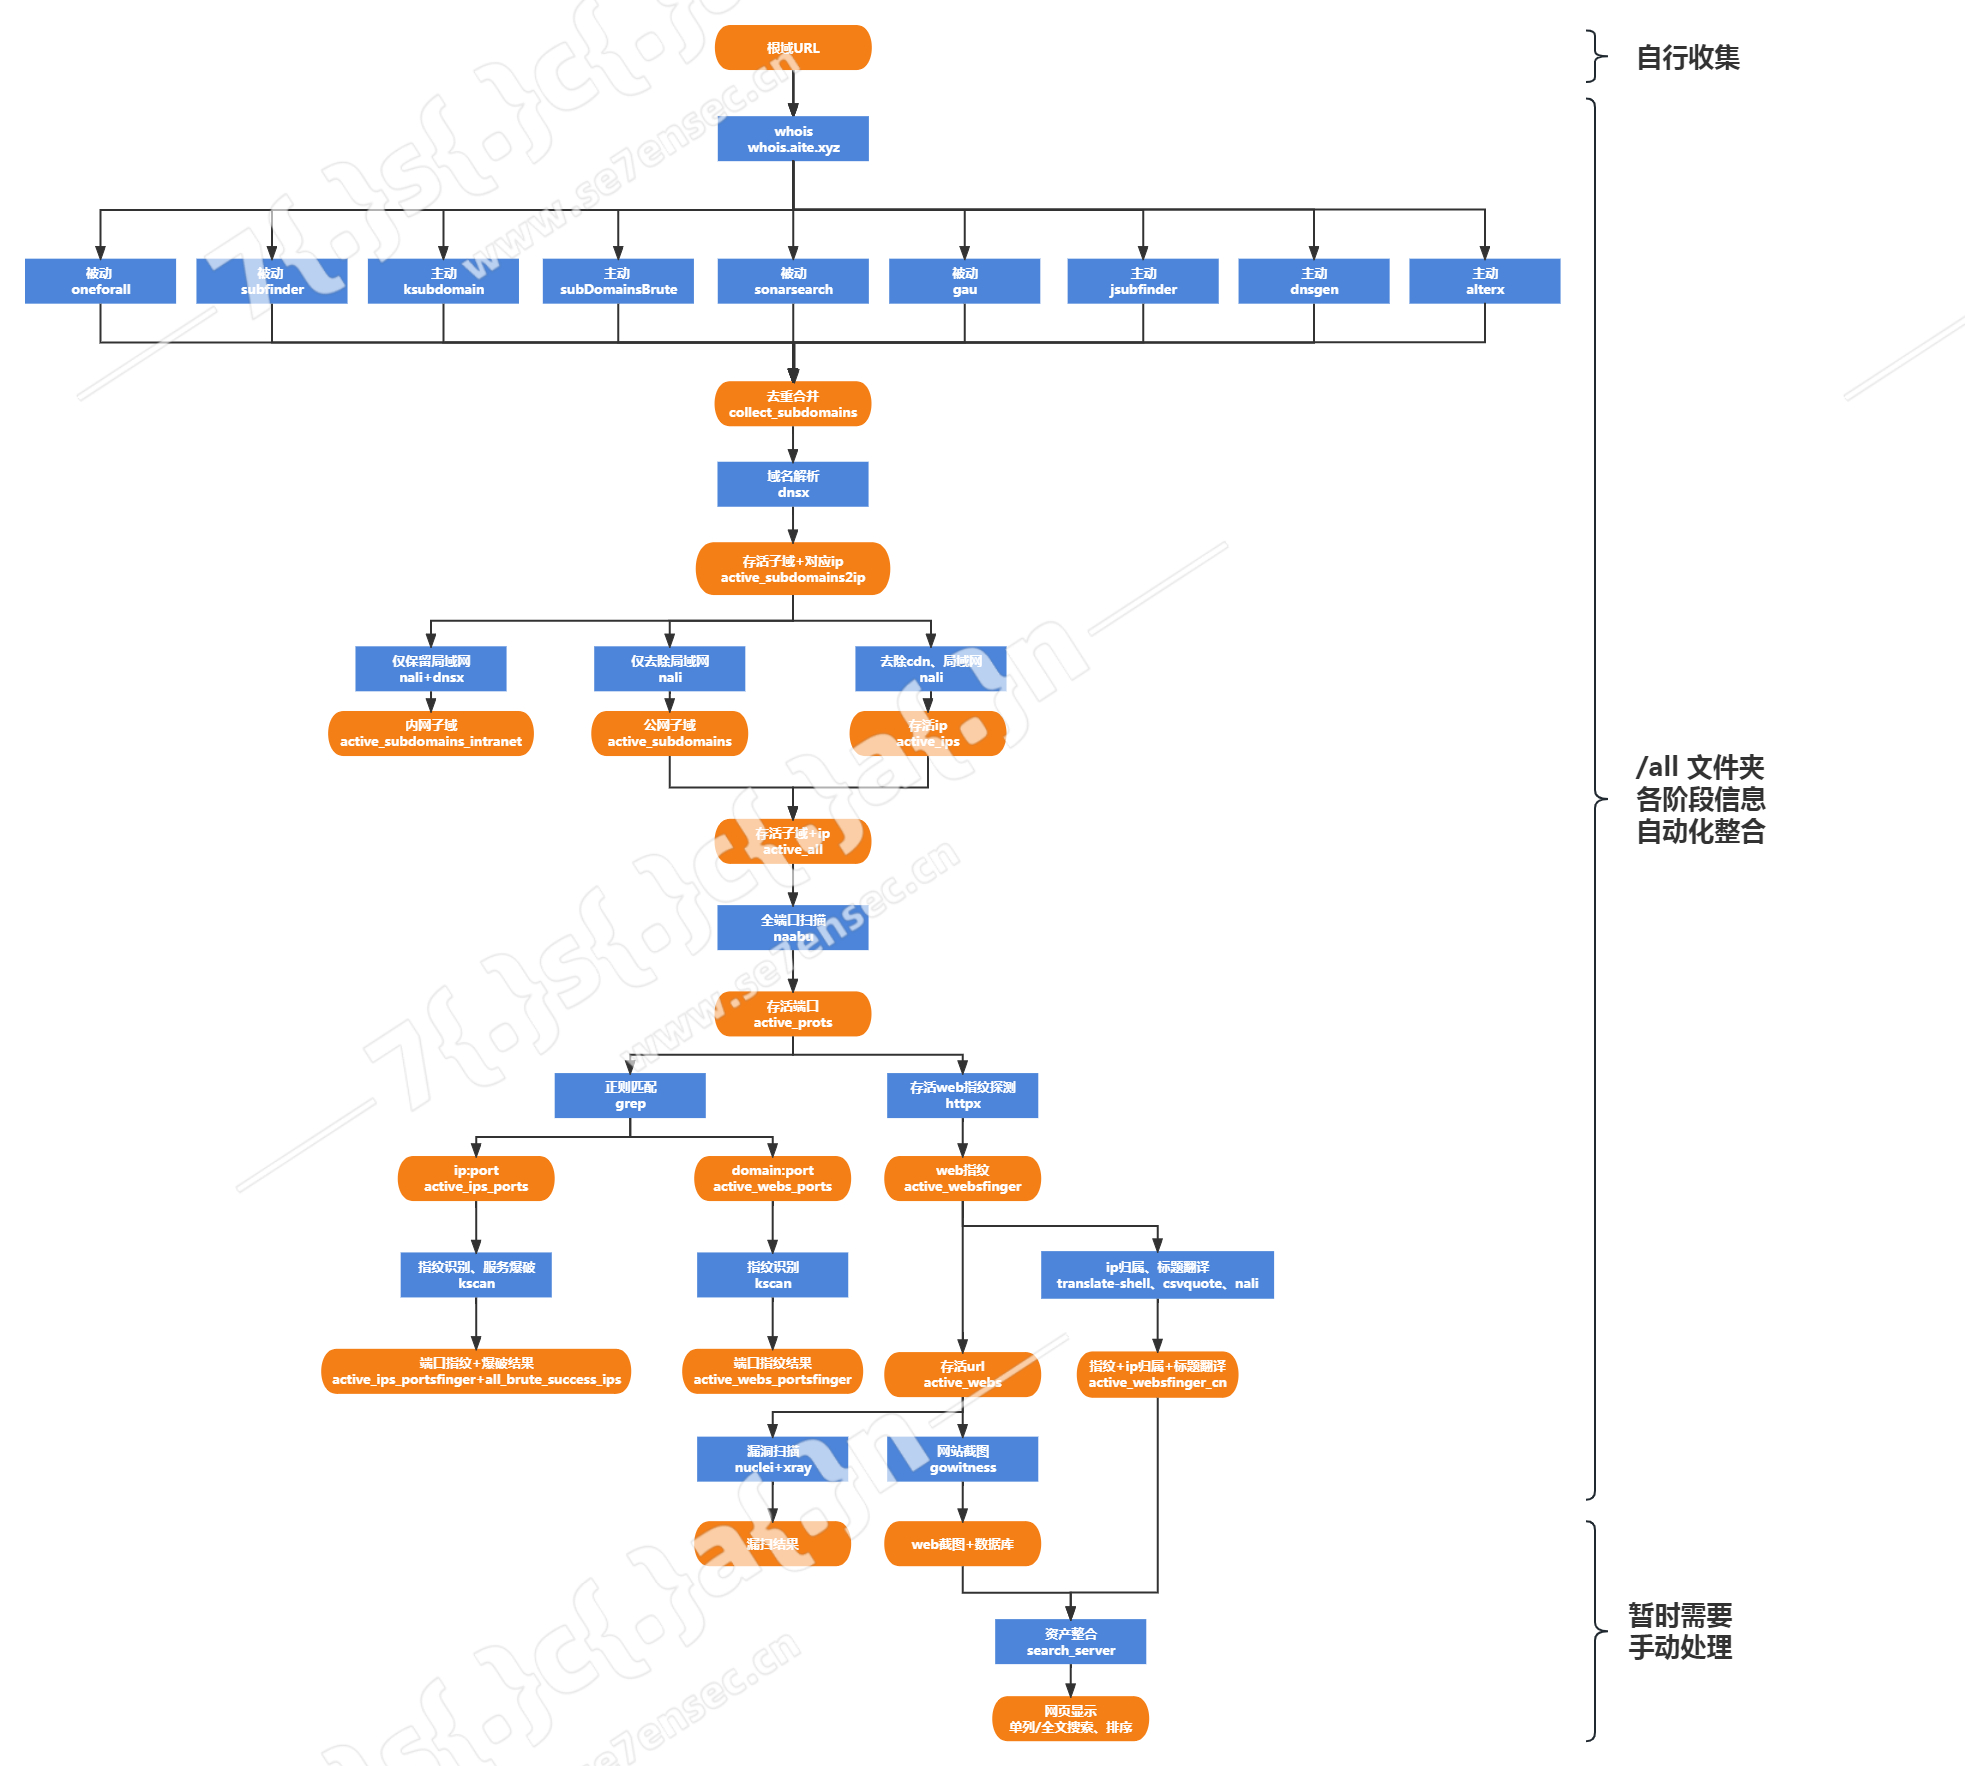 根域URL
自行收集
whois
whois.aite.xyz
被动
oneforall
被动
subfinder
主动
ksubdomain
主动
subDomainsBrute
被动
sonarsearch
被动
gau
主动
jsubfinder
主动
dnsgen
主动
alterx
去重合并
collect_subdomains
域名解析
dnsx
存活子域+对应ip
active_subdomains2ip
仅保留局域网
nali+dnsx
仅去除局域网
nali
去除cdn、局域网
nali
内网子域
active_subdomains_intranet
公网子域
active_subdomains
存活ip
active_ips
/all 文件夹
各阶段信息
自动化整合
存活子域+ip
active_all
全端口扫描
naabu
存活端口
active_prots
正则匹配
grep
存活web指纹探测
httpx
ip:port
active_ips_ports
domain:port
active_webs_ports
web指纹
active_websfinger
指纹识别、服务爆破
kscan
指纹识别
kscan
ip归属、标题翻译
translate-shell、csvquote、nali
端口指纹+爆破结果
active_ips_portsfinger+all_brute_success_ips
端口指纹结果
active_webs_portsfinger
存活url
active_webs
指纹+ip归属+标题翻译
active_websfinger_cn
漏洞扫描
nuclei+xray
网站截图
gowitness
漏扫结果
web截图+数据库
暂时需要
手动处理
资产整合
search_server
网页显示
单列/全文搜索、排序
7{.}s{.}c{.}
www.se7ensec.cn
7{.}s{.}c{.}af{.}n
www.se7ensec.cn
}s{.}c{.}af{.}n
se7ensec.cn